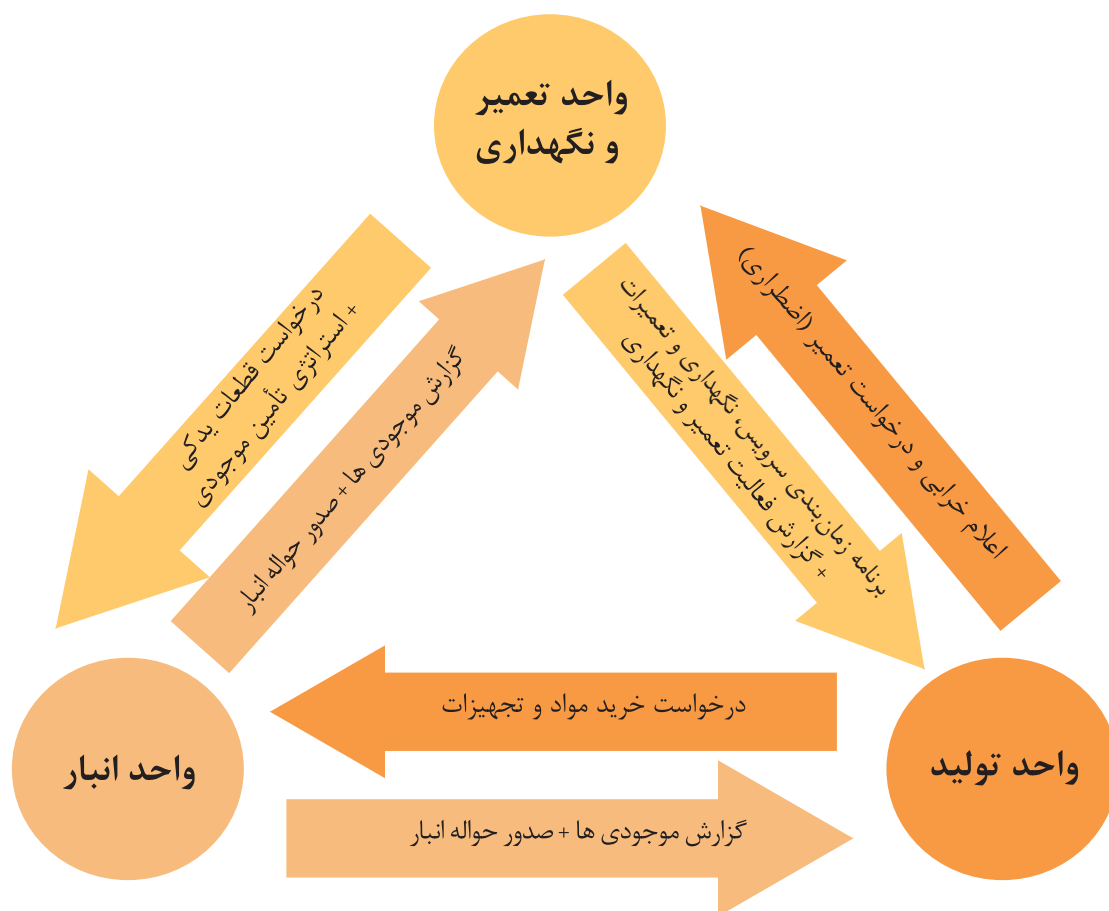 واحد تعمیر
و نگهداری
درخواست قطعات یدکی
+ استراتژی تأمین موجودی
گزارش موجودی ها + صدور حواله انبار
برنامه زمان‌بندی سرویس، نگهداری و تعمیرات
+ گزارش فعالیت تعمیر و نگهداری
اعلام خرابی و درخواست تعمیر (اضطراری)
درخواست خرید مواد و تجهیزات
گزارش موجودی ها + صدور حواله انبار
واحد تولید
واحد انبار